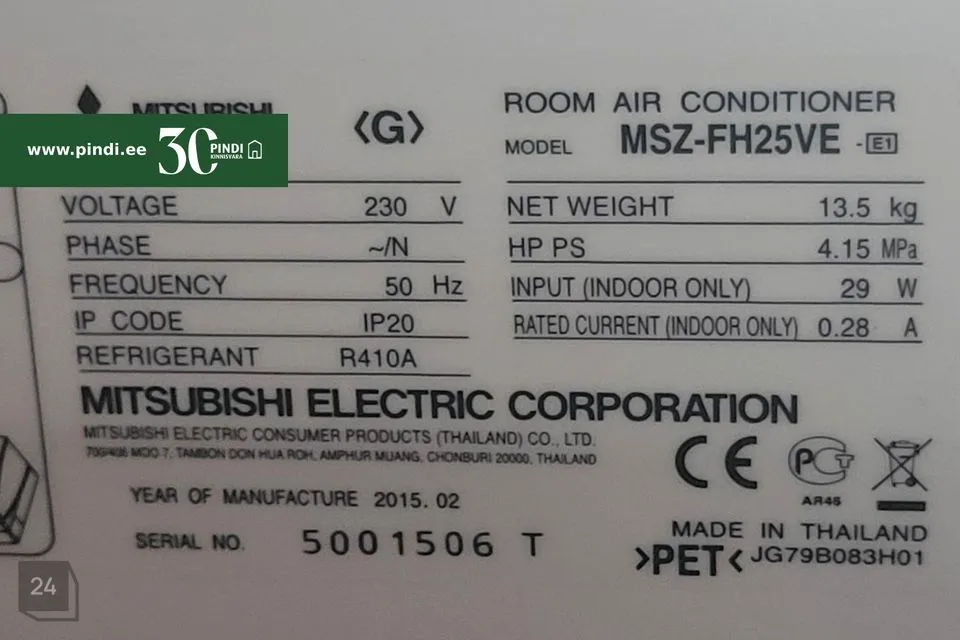 MITSUBISHI
⟨G⟩
www.pindi.ee
30 PINDI
KINNISVARA
ROOM AIR CONDITIONER
MODEL MSZ-FH25VE -E1
VOLTAGE 230 V
PHASE ~/N
FREQUENCY 50 Hz
IP CODE IP20
REFRIGERANT R410A
NET WEIGHT 13.5 kg
HP PS 4.15 MPa
INPUT (INDOOR ONLY) 29 W
RATED CURRENT (INDOOR ONLY) 0.28 A
MITSUBISHI ELECTRIC CORPORATION
MITSUBISHI ELECTRIC CONSUMER PRODUCTS (THAILAND) CO., LTD.
700/406 MOO 7, TAMBON DON HUA ROH, AMPHUR MUANG, CHONBURI 20000, THAILAND
YEAR OF MANUFACTURE 2015.02
SERIAL NO. 5001506 T
CE PCT
AR46
MADE IN THAILAND
>PET< JG79B083H01
24